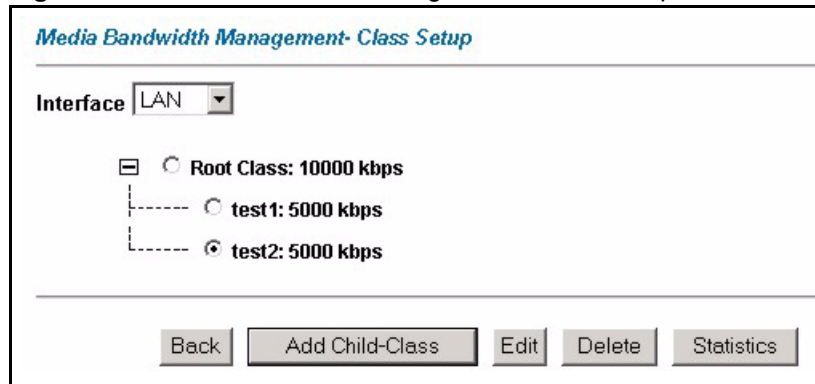 Media Bandwidth Management- Class Setup
Interface LAN
Root Class: 10000 kbps
test1: 5000 kbps
test2: 5000 kbps
Back Add Child-Class Edit Delete Statistics